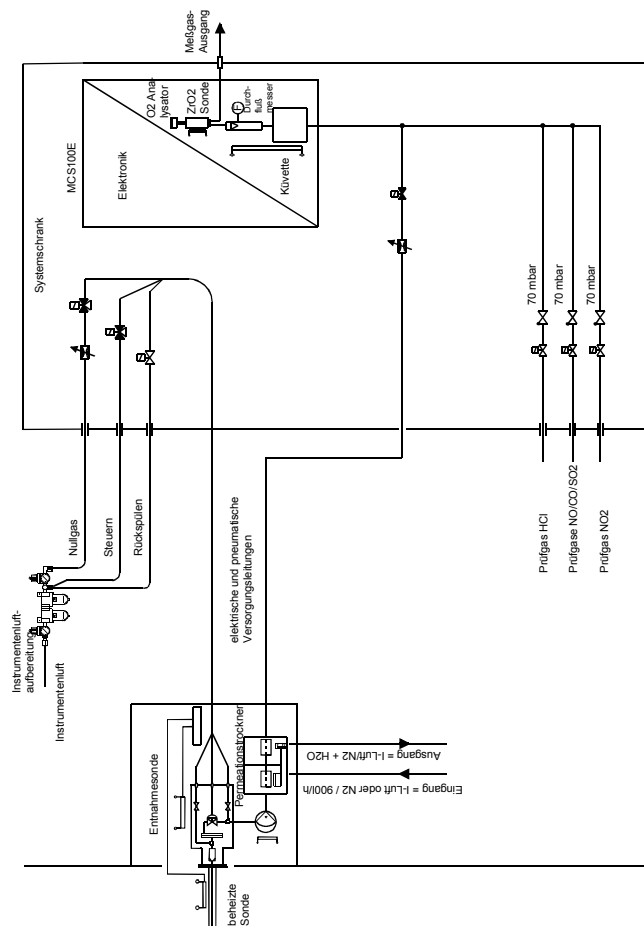 Meßgas-
Ausgang
Systemschrank
MCS100E
Elektronik
O2 Ana-
lysator
ZrO2
Sonde
Durch-
fluß
messer
Küvette
70 mbar
70 mbar
70 mbar
Nullgas
Steuern
Rückspülen
Instrumentenluft-
aufbereitung
Instrumentenluft
elektrische und pneumatische
Versorgungsleitungen
Prüfgas HCl
Prüfgase NO/CO/SO2
Prüfgas NO2
Entnahmesonde
Permeationstrockner
beheizte
Sonde
Ausgang = I-Luft/N2 + H2O
Eingang = I-Luft oder N2 / 900l/h